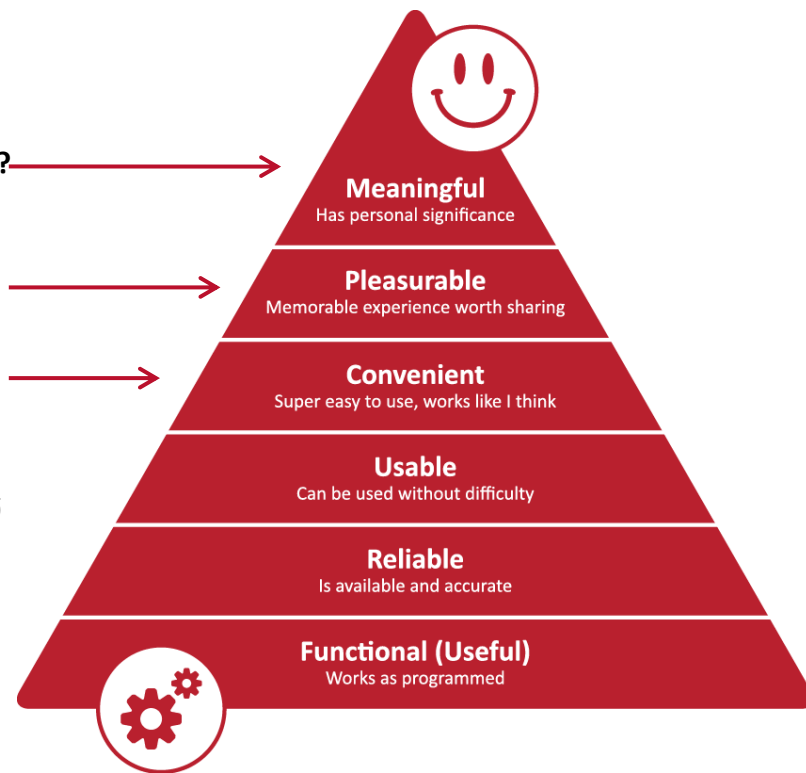 ?
Meaningful
Has personal significance
Pleasurable
Memorable experience worth sharing
Convenient
Super easy to use, works like I think
Usable
Can be used without difficulty
Reliable
Is available and accurate
Functional (Useful)
Works as programmed